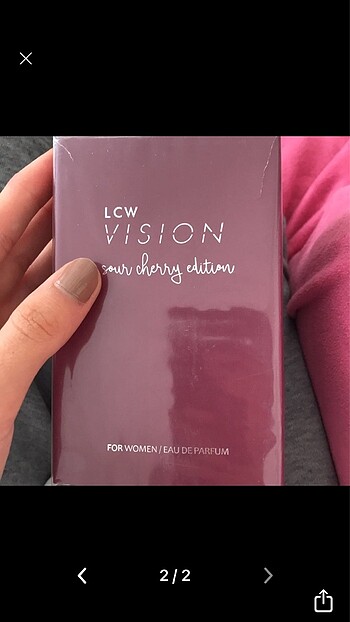 LCW
VISION
sour cherry edition
FOR WOMEN / EAU DE PARFUM
2/2